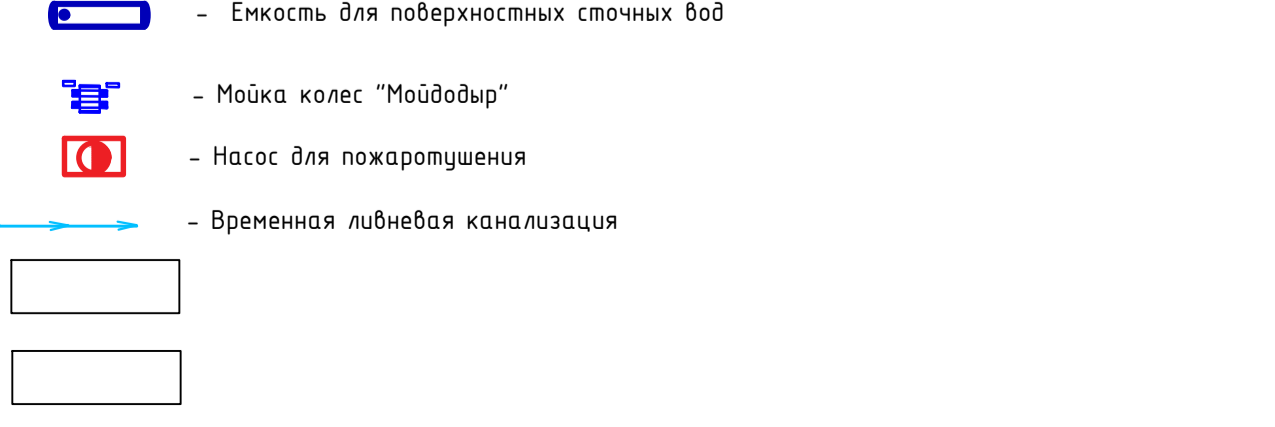 - Емкость для поверхностных сточных вод
- Мойка колес "Мойдодыр"
- Насос для пожаротушения
- Временная ливневая канализация